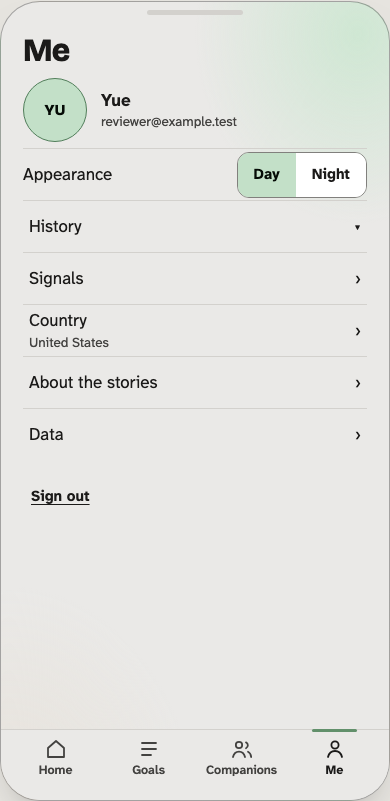 Me
YU
Yue
reviewer@example.test
Appearance
Day
Night
History
Signals
Country
United States
About the stories
Data
Sign out
Home
Goals
Companions
Me